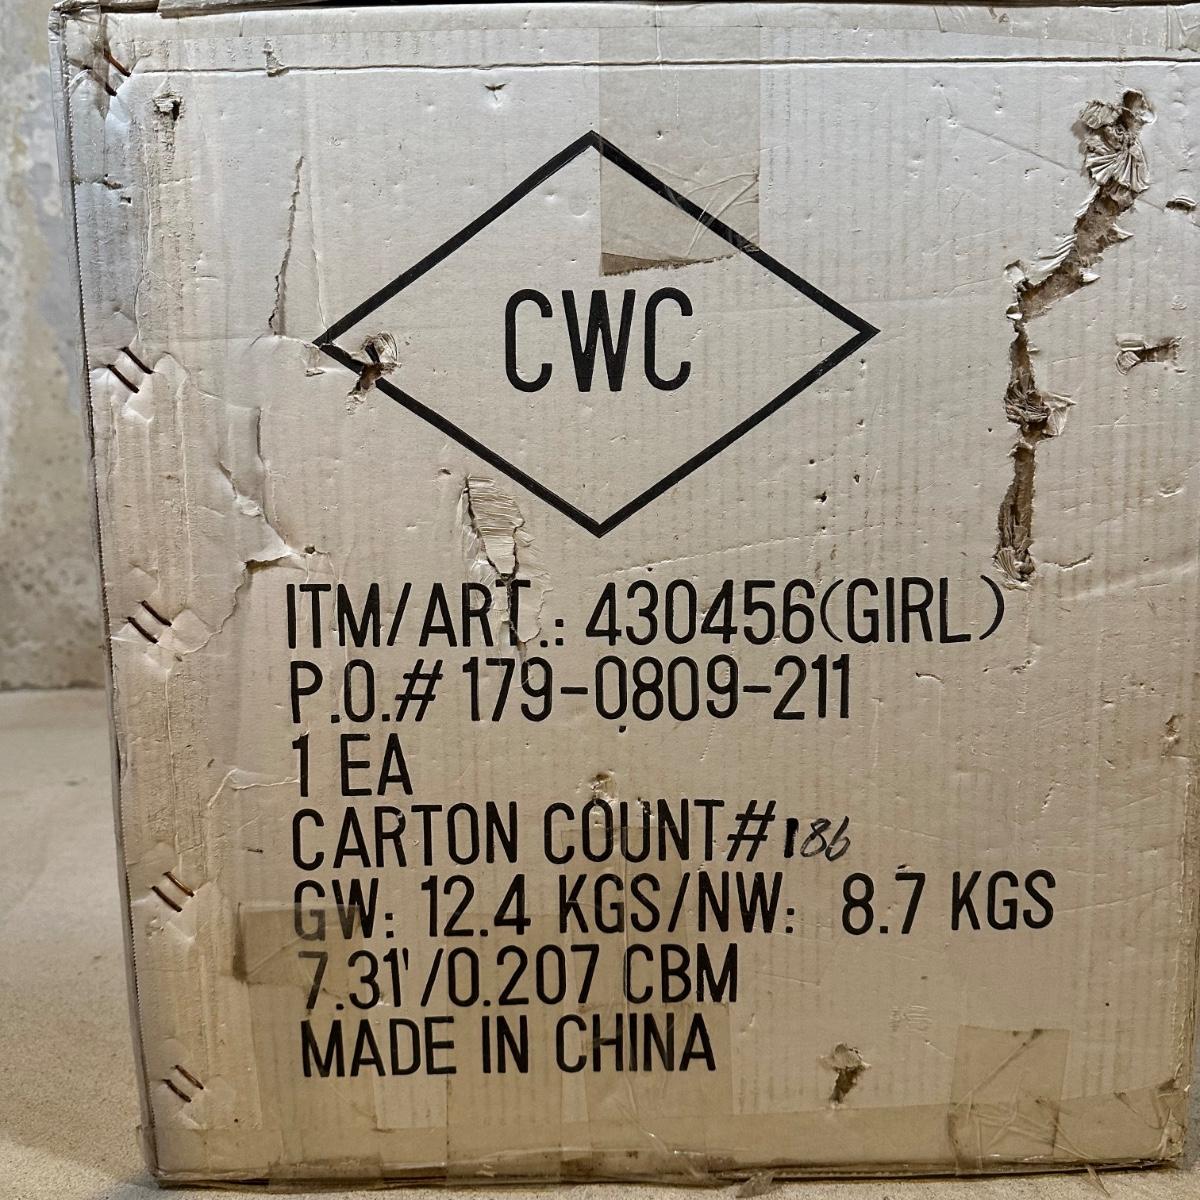 CWC
ITM/ART.: 430456(GIRL)
P.O.# 179-0809-211
1 EA
CARTON COUNT# 186
GW: 12.4 KGS/NW: 8.7 KGS
7.31'/0.207 CBM
MADE IN CHINA